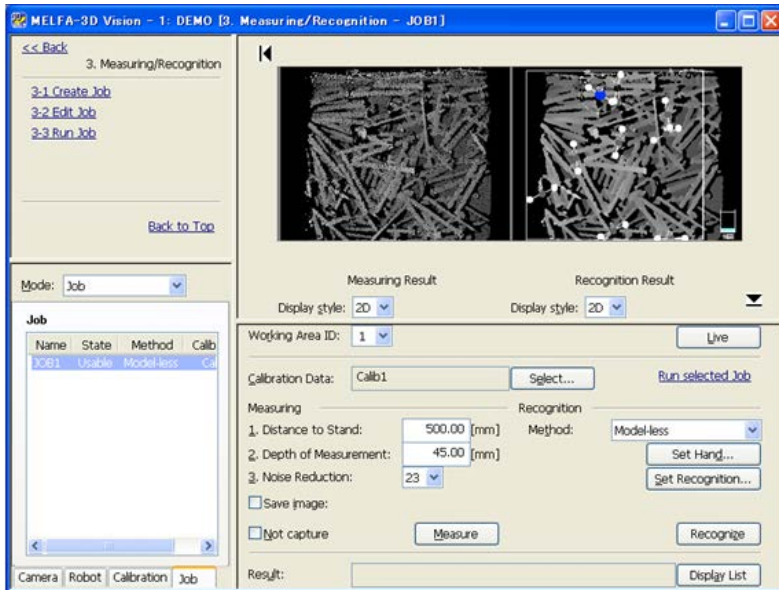 MELFA-3D Vision - 1: DEMO [3. Measuring/Recognition - JOB1]
<< Back
3. Measuring/Recognition
3-1 Create Job
3-2 Edit Job
3-3 Run Job
Back to Top
Mode: Job
Job
Name State Method Calib
JOB1 Usable Model-less Ca
Camera Robot Calibration Job
Measuring Result Recognition Result
Display style: 2D Display style: 2D
Working Area ID: 1 Live
Calibration Data: Calib1 Select... Run selected Job
Measuring Recognition
1. Distance to Stand: 500.00 [mm] Method: Model-less
2. Depth of Measurement: 45.00 [mm] Set Hand...
3. Noise Reduction: 23 Set Recognition...
Save image:
Not capture Measure Recognize
Result: Display List